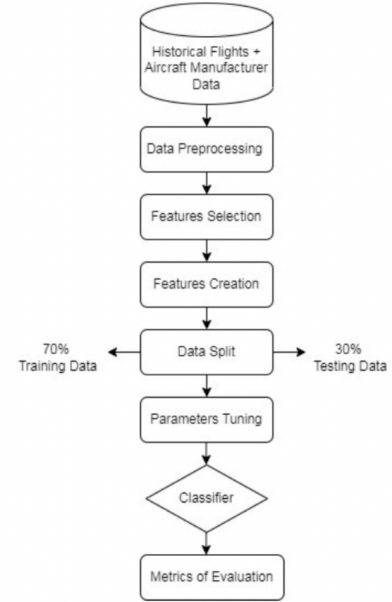 Historical Flights +
Aircraft Manufacturer
Data
Data Preprocessing
Features Selection
Features Creation
70%
Training Data
Data Split
30%
Testing Data
Parameters Tuning
Classifier
Metrics of Evaluation